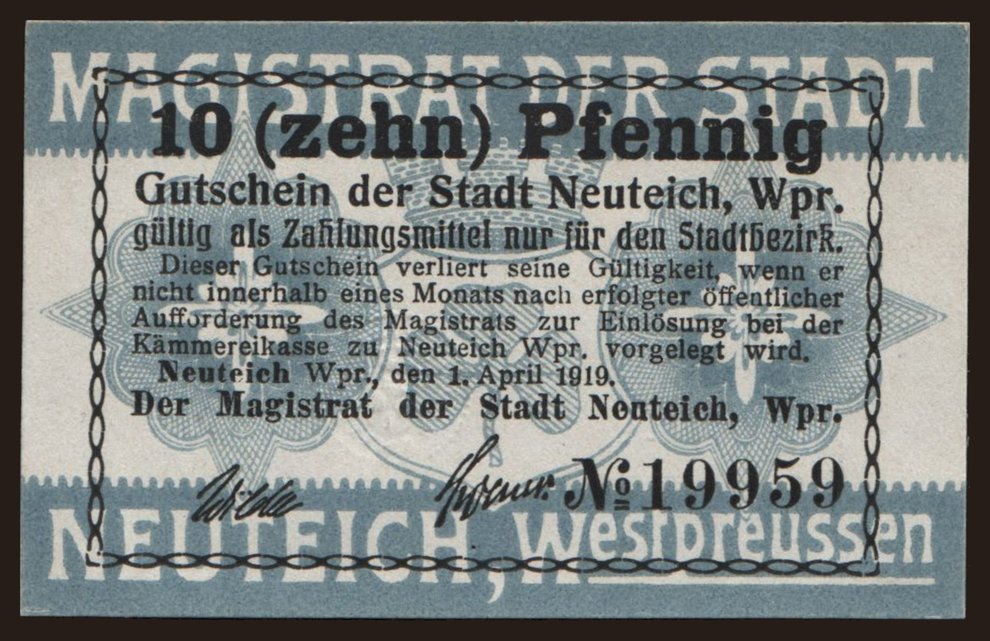 MAGISTRAT DER STADT
10 (zehn) Pfennig
Gutschein der Stadt Neuteich, Wpr.
gültig als Zahlungsmittel nur für den Stadtbezirk.
Dieser Gutschein verliert seine Gültigkeit, wenn er
nicht innerhalb eines Monats nach erfolgter öffentlicher
Aufforderung des Magistrats zur Einlösung bei der
Kämmereikasse zu Neuteich Wpr. vorgelegt wird.
Neuteich Wpr., den 1. April 1919.
Der Magistrat der Stadt Neuteich, Wpr.
№ 19959
NEUTEICH, Westpreussen